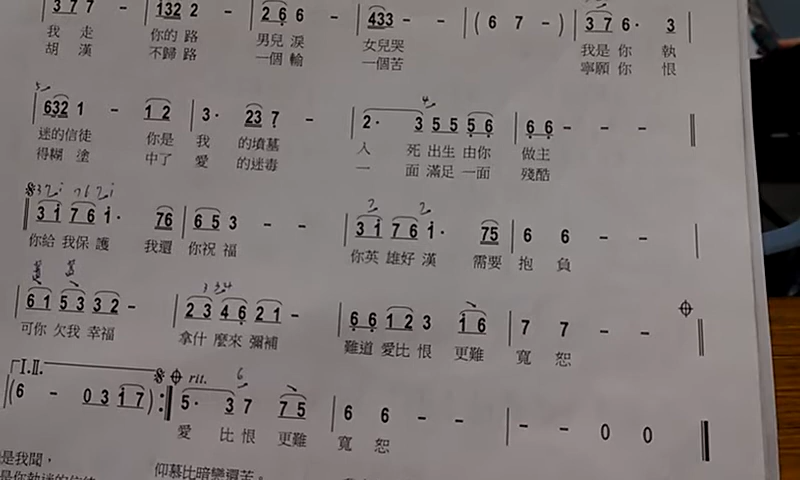 3 7 7 - | 1 3 2 2 - | 2 6 6 - | 4 3 3 - - | ( 6 7 - ) | 3 7 6· 3 |
我 走 你的 路 男兒 淚 女兒哭 我是 你 執
胡 漢 不歸 路 一個 輸 一個苦 寧願 你 恨
6 3 2 1 - 1 2 | 3· 2 3 7 - | 2· 3 5 5 5 6 | 6 6 - - - ||
迷的信徒 你是 我 的墳墓 人 死 出生 由你 做主
得糊 塗 中了 愛 的迷毒 一 面 滿足 一面 殘酷
3 1 7 6 1· 7 6 | 6 5 3 - - | 3 1 7 6 1· 7 5 | 6 6 - - |
你給 我保 護 我還 你祝 福 你英 雄好 漢 需要 抱 負
6 1 5 3 3 2 - | 2 3 4 6 2 1 - | 6 6 1 2 3 1 6 | 7 7 - - ||
可你 欠我 幸福 拿什 麼來 彌補 難道 愛比 恨 更難 寬 恕
I.II.
rit.
( 6 - 0 3 1 7 ) :|| 5· 3 7 7 5 | 6 6 - - | - - 0 0 ||
愛 比 恨 更難 寬 恕
是我聞，
仰慕比暗戀還苦。